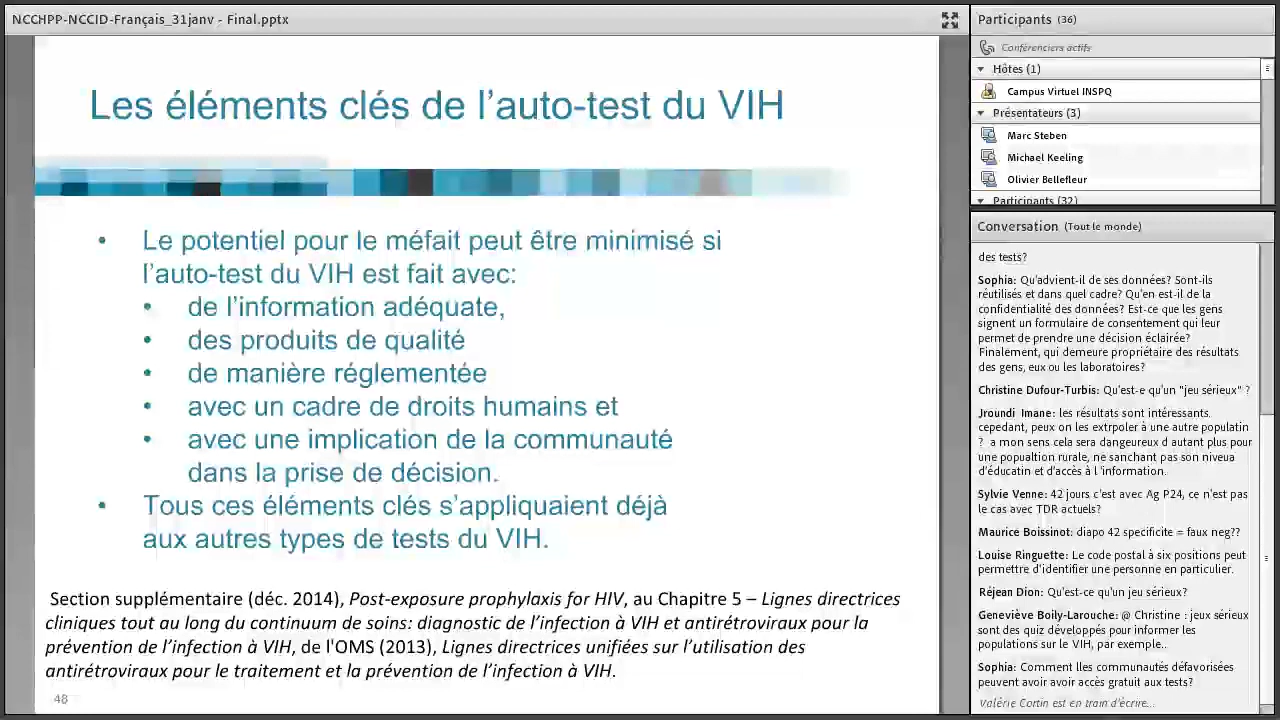 NCCHPP-NCCID-Français_31janv - Final.pptx
Les éléments clés de l'auto-test du VIH
• Le potentiel pour le méfait peut être minimisé si
l'auto-test du VIH est fait avec:
• de l'information adéquate,
• des produits de qualité
• de manière réglementée
• avec un cadre de droits humains et
• avec une implication de la communauté
dans la prise de décision.
• Tous ces éléments clés s'appliquaient déjà
aux autres types de tests du VIH.
Section supplémentaire (déc. 2014), Post-exposure prophylaxis for HIV, au Chapitre 5 – Lignes directrices
cliniques tout au long du continuum de soins: diagnostic de l'infection à VIH et antirétroviraux pour la
prévention de l'infection à VIH, de l'OMS (2013), Lignes directrices unifiées sur l'utilisation des
antirétroviraux pour le traitement et la prévention de l'infection à VIH.
48
Participants (36)
Conférenciers actifs
Hôtes (1)
Campus Virtuel INSPQ
Présentateurs (3)
Marc Steben
Michael Keeling
Olivier Bellefleur
Participants (32)
Conversation (Tout le monde)
des tests?
Sophia: Qu'advient-il de ses données? Sont-ils
réutilisés et dans quel cadre? Qu'en est-il de la
confidentialité des données? Est-ce que les gens
signent un formulaire de consentement qui leur
permet de prendre une décision éclairée?
Finalement, qui demeure propriétaire des résultats
des gens, eux ou les laboratoires?
Christine Dufour-Turbis: Qu'est-e qu'un "jeu sérieux" ?
Jroundi Imane: les résultats sont intéressants.
cependant, peux on les extrpoler à une autre populatin
? a mon sens cela sera dangeureux d autant plus pour
une popualtion rurale, ne sanchant pas son niveua
d'éducatin et d'accès à l 'information.
Sylvie Venne: 42 jours c'est avec Ag P24, ce n'est pas
le cas avec TDR actuels?
Maurice Boissinot: diapo 42 specificite = faux neg??
Louise Ringuette: Le code postal à six positions peut
permettre d'identifier une personne en particulier.
Réjean Dion: Qu'est-ce qu'un jeu sérieux?
Geneviève Boily-Larouche: @ Christine : jeux sérieux
sont des quiz développés pour informer les
populations sur le VIH, par exemple..
Sophia: Comment lles communautés défavorisées
peuvent avoir avoir accès gratuit aux tests?
Valérie Cortin est en train d'écrire...